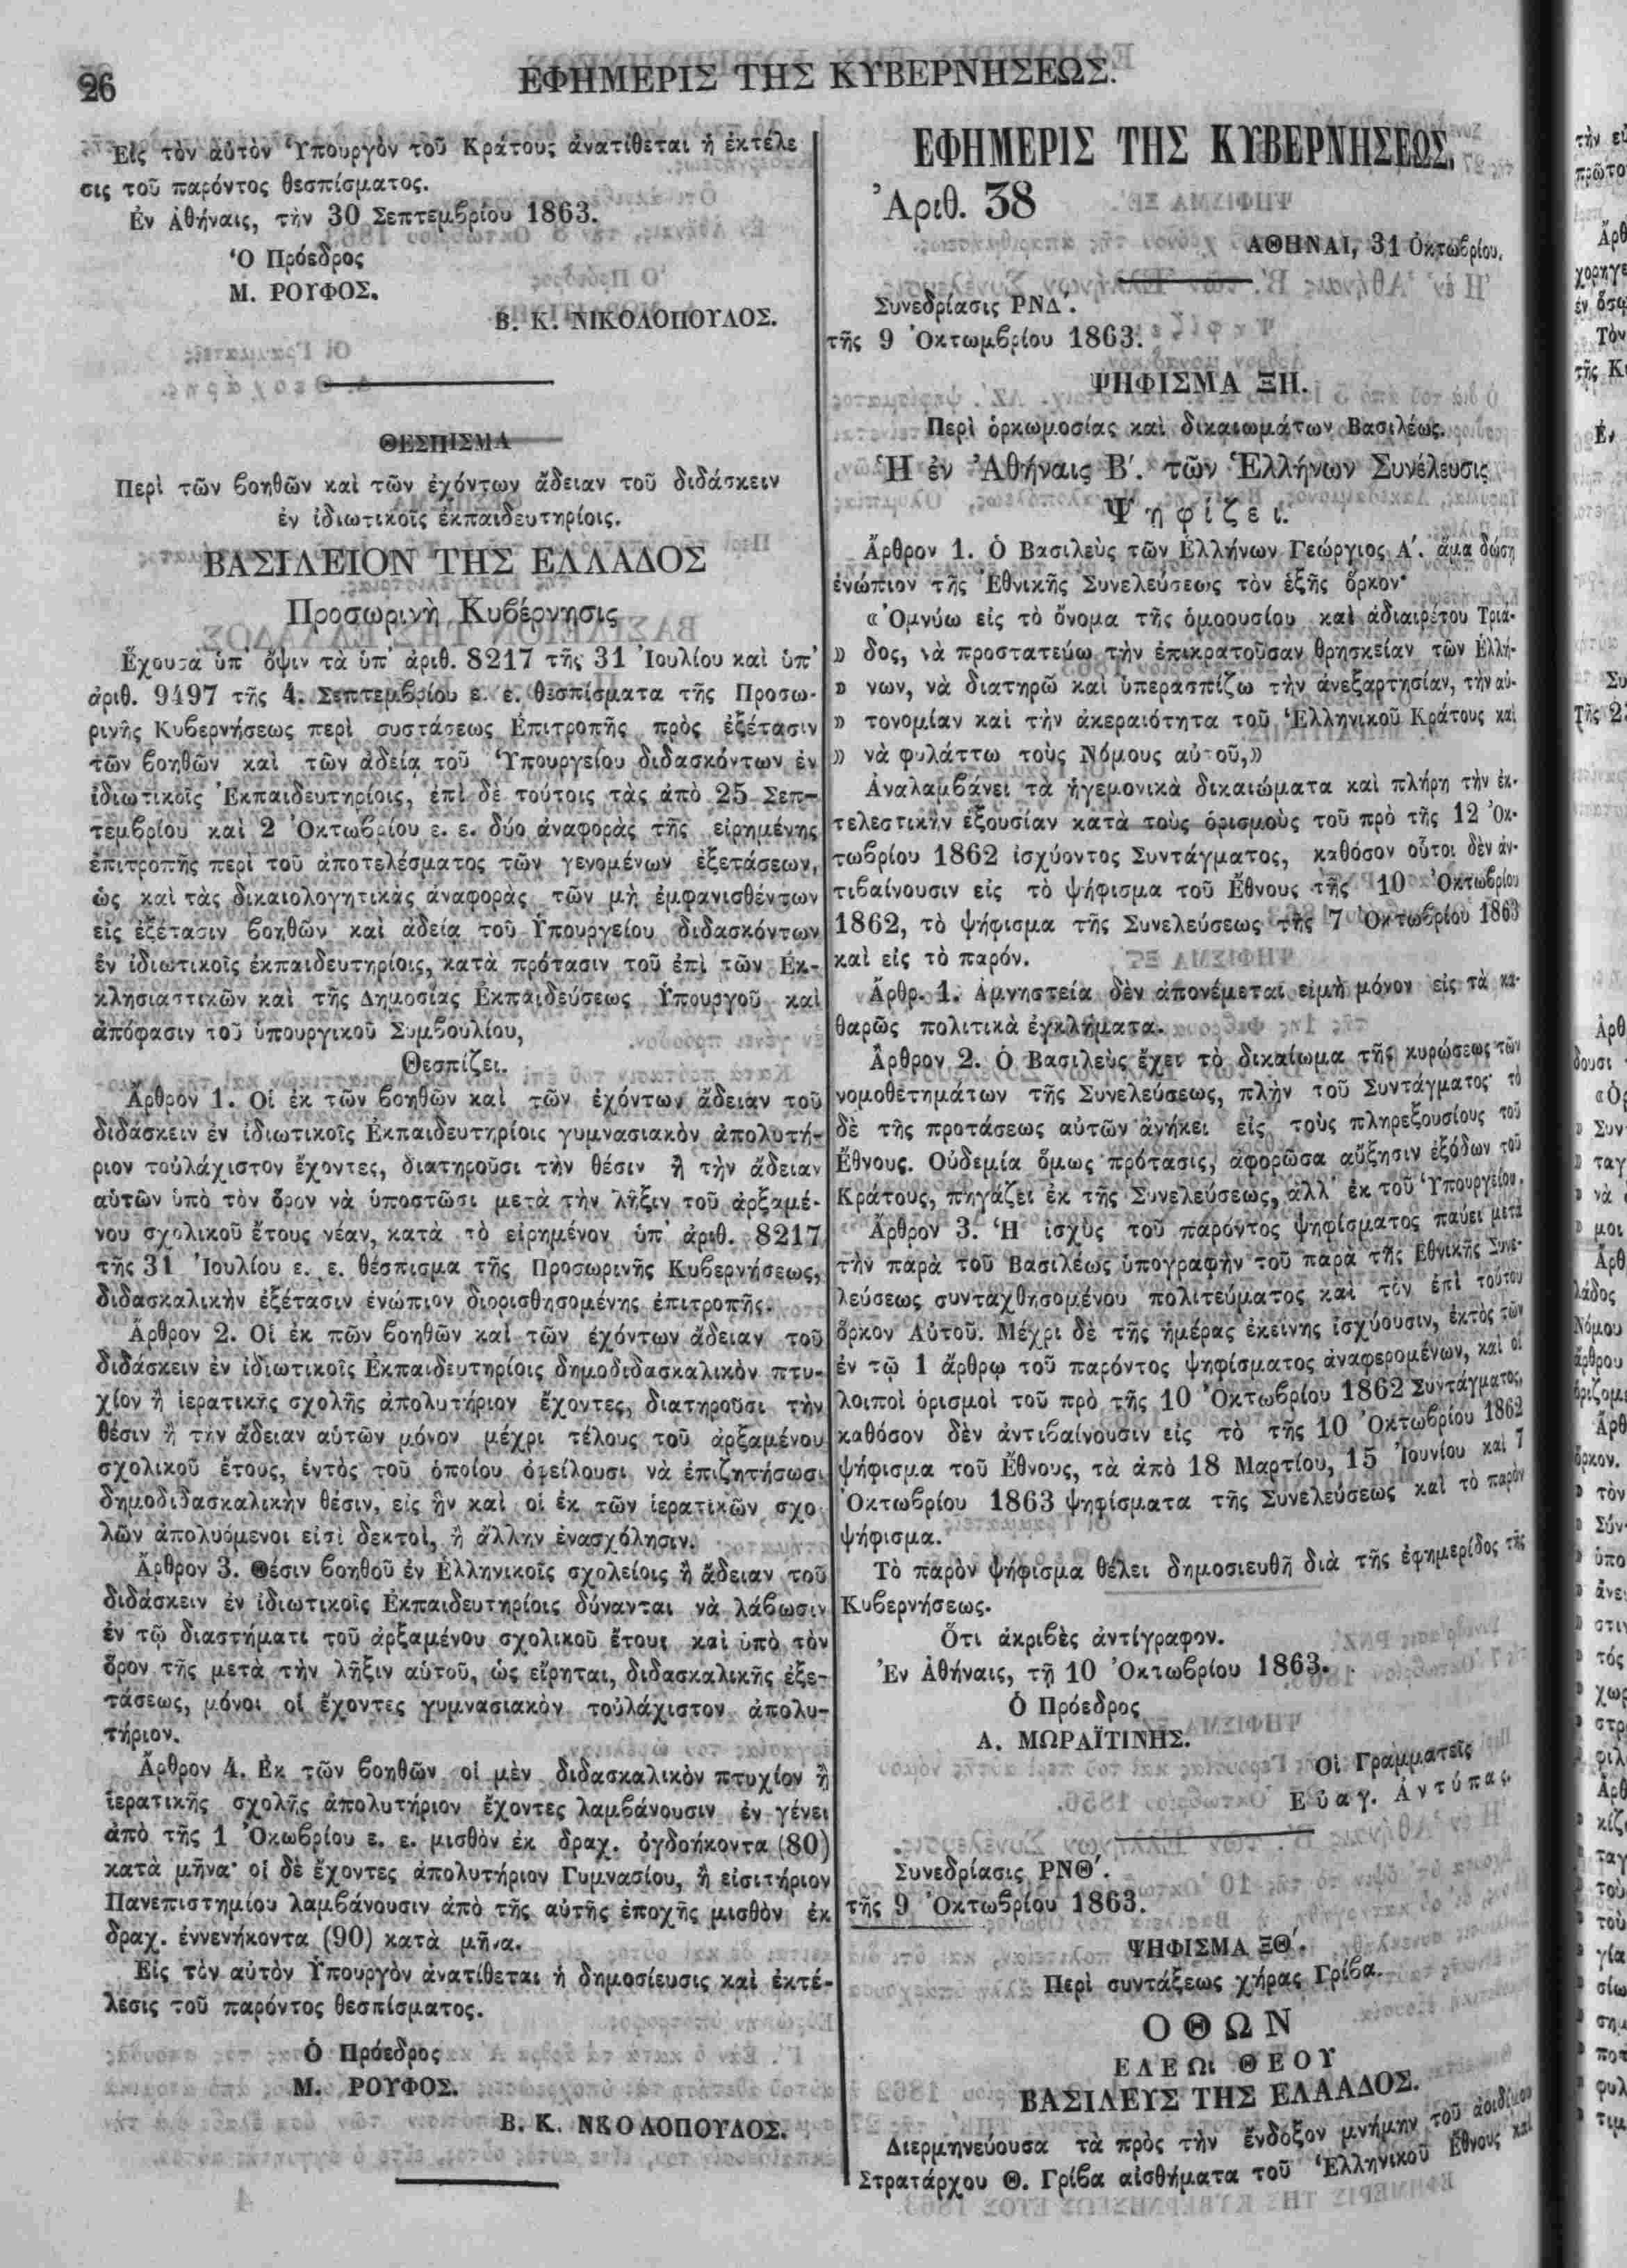 26
ΕΦΗΜΕΡΙΣ ΤΗΣ ΚΥΒΕΡΝΗΣΕΩΣ.
Εἰς τὸν αὐτὸν Ὑπουργὸν τοῦ Κράτους ἀνατίθεται ἡ ἐκτέλε
σις τοῦ παρόντος θεσπίσματος.
Ἐν Ἀθήναις, τὴν 30 Σεπτεμβρίου 1863.
Ὁ Πρόεδρος
Μ. ΡΟΥΦΟΣ.
Β. Κ. ΝΙΚΟΛΟΠΟΥΛΟΣ.
ΘΕΣΠΙΣΜΑ
Περὶ τῶν βοηθῶν καὶ τῶν ἐχόντων ἄδειαν τοῦ διδάσκειν
ἐν ἰδιωτικοῖς ἐκπαιδευτηρίοις.
ΒΑΣΙΛΕΙΟΝ ΤΗΣ ΕΛΛΑΔΟΣ
Προσωρινὴ Κυβέρνησις
Ἔχουσα ὑπ' ὄψιν τὰ ὑπ' ἀριθ. 8217 τῆς 31 Ἰουλίου καὶ ὑπ'
ἀριθ. 9497 τῆς 4. Σεπτεμβρίου ε. ε. θεσπίσματα τῆς Προσω-
ρινῆς Κυβερνήσεως περὶ συστάσεως Ἐπιτροπῆς πρὸς ἐξέτασιν
τῶν βοηθῶν καὶ τῶν ἀδείᾳ τοῦ Ὑπουργείου διδασκόντων ἐν
ἰδιωτικοῖς Ἐκπαιδευτηρίοις, ἐπὶ δὲ τούτοις τὰς ἀπὸ 25 Σεπ-
τεμβρίου καὶ 2 Ὀκτωβρίου ε. ε. δύο ἀναφορὰς τῆς εἰρημένης
ἐπιτροπῆς περὶ τοῦ ἀποτελέσματος τῶν γενομένων ἐξετάσεων,
ὡς καὶ τὰς δικαιολογητικὰς ἀναφορὰς τῶν μὴ ἐμφανισθέντων
εἰς ἐξέτασιν βοηθῶν καὶ ἀδείᾳ τοῦ Ὑπουργείου διδασκόντων
ἐν ἰδιωτικοῖς ἐκπαιδευτηρίοις, κατὰ πρότασιν τοῦ ἐπὶ τῶν Ἐκ-
κλησιαστικῶν καὶ τῆς Δημοσίας Ἐκπαιδεύσεως Ὑπουργοῦ καὶ
ἀπόφασιν τοῦ ὑπουργικοῦ Συμβουλίου,
Θεσπίζει.
Ἄρθρον 1. Οἱ ἐκ τῶν βοηθῶν καὶ τῶν ἐχόντων ἄδειαν τοῦ
διδάσκειν ἐν ἰδιωτικοῖς Ἐκπαιδευτηρίοις γυμνασιακὸν ἀπολυτή-
ριον τοὐλάχιστον ἔχοντες, διατηροῦσι τὴν θέσιν ἢ τὴν ἄδειαν
αὑτῶν ὑπὸ τὸν ὅρον νὰ ὑποστῶσι μετὰ τὴν λῆξιν τοῦ ἀρξαμέ-
νου σχολικοῦ ἔτους νέαν, κατὰ τὸ εἰρημένον ὑπ' ἀριθ. 8217
τῆς 31 Ἰουλίου ε. ε. θέσπισμα τῆς Προσωρινῆς Κυβερνήσεως,
διδασκαλικὴν ἐξέτασιν ἐνώπιον διορισθησομένης ἐπιτροπῆς.
Ἄρθρον 2. Οἱ ἐκ πῶν βοηθῶν καὶ τῶν ἐχόντων ἄδειαν τοῦ
διδάσκειν ἐν ἰδιωτικοῖς Ἐκπαιδευτηρίοις δημοδιδασκαλικὸν πτυ-
χίον ἢ ἱερατικῆς σχολῆς ἀπολυτήριον ἔχοντες, διατηροῦσι τὴν
θέσιν ἢ τὴν ἄδειαν αὑτῶν μόνον μέχρι τέλους τοῦ ἀρξαμένου
σχολικοῦ ἔτους, ἐντὸς τοῦ ὁποίου ὀφείλουσι νὰ ἐπιζητήσωσι
δημοδιδασκαλικὴν θέσιν, εἰς ἣν καὶ οἱ ἐκ τῶν ἱερατικῶν σχο
λῶν ἀπολυόμενοι εἰσὶ δεκτοὶ, ἢ ἄλλην ἐνασχόλησιν.
Ἄρθρον 3. Θέσιν βοηθοῦ ἐν Ἑλληνικοῖς σχολείοις ἢ ἄδειαν τοῦ
διδάσκειν ἐν ἰδιωτικοῖς Ἐκπαιδευτηρίοις δύνανται νὰ λάβωσιν
ἐν τῷ διαστήματι τοῦ ἀρξαμένου σχολικοῦ ἔτους καὶ ὑπὸ τὸν
ὅρον τῆς μετὰ τὴν λῆξιν αὐτοῦ, ὡς εἴρηται, διδασκαλικῆς ἐξε-
τάσεως, μόνοι οἱ ἔχοντες γυμνασιακὸν τοὐλάχιστον ἀπολυ-
τήριον.
Ἄρθρον 4. Ἐκ τῶν βοηθῶν οἱ μὲν διδασκαλικὸν πτυχίον ἢ
ἱερατικῆς σχολῆς ἀπολυτήριον ἔχοντες λαμβάνουσιν ἐν γένει
ἀπὸ τῆς 1 Ὀκωβρίου ε. ε. μισθὸν ἐκ δραχ. ὀγδοήκοντα (80)
κατὰ μῆνα· οἱ δὲ ἔχοντες ἀπολυτήριον Γυμνασίου, ἢ εἰσιτήριον
Πανεπιστημίου λαμβάνουσιν ἀπὸ τῆς αὐτῆς ἐποχῆς μισθὸν ἐκ
δραχ. ἐννενήκοντα (90) κατὰ μῆνα.
Εἰς τὸν αὐτὸν Ὑπουργὸν ἀνατίθεται ἡ δημοσίευσις καὶ ἐκτέ-
λεσις τοῦ παρόντος θεσπίσματος.
Ὁ Πρόεδρος
Μ. ΡΟΥΦΟΣ.
Β. Κ. ΝΚΟΛΟΠΟΥΛΟΣ.
ΕΦΗΜΕΡΙΣ ΤΗΣ ΚΥΒΕΡΝΗΣΕΩΣ.
Ἀριθ. 38
ΑΘΗΝΑΙ, 31 Ὀκτωβρίου.
Συνεδρίασις ΡΝΔ΄.
τῆς 9 Ὀκτωμβρίου 1863.
ΨΗΦΙΣΜΑ ΞΗ.
Περὶ ὁρκωμοσίας καὶ δικαιωμάτων Βασιλέως.
Ἡ ἐν Ἀθήναις Β΄. τῶν Ἑλλήνων Συνέλευσις
Ψηφίζει.
Ἄρθρον 1. Ὁ Βασιλεὺς τῶν Ἑλλήνων Γεώργιος Α΄. ἅμα δώσῃ
ἐνώπιον τῆς Ἐθνικῆς Συνελεύσεως τὸν ἑξῆς ὅρκον·
« Ὀμνύω εἰς τὸ ὄνομα τῆς ὁμοουσίου καὶ ἀδιαιρέτου Τριά-
» δος, νὰ προστατεύω τὴν ἐπικρατοῦσαν θρησκείαν τῶν Ἑλλή-
» νων, νὰ διατηρῶ καὶ ὑπερασπίζω τὴν ἀνεξαρτησίαν, τὴν αὐ-
» τονομίαν καὶ τὴν ἀκεραιότητα τοῦ Ἑλληνικοῦ Κράτους καὶ
» νὰ φυλάττω τοὺς Νόμους αὐτοῦ,»
Ἀναλαμβάνει τὰ ἡγεμονικὰ δικαιώματα καὶ πλήρη τὴν ἐκ-
τελεστικὴν ἐξουσίαν κατὰ τοὺς ὁρισμοὺς τοῦ πρὸ τῆς 12 Ὀκ-
τωβρίου 1862 ἰσχύοντος Συντάγματος, καθόσον οὗτοι δὲν ἀν-
τιβαίνουσιν εἰς τὸ ψήφισμα τοῦ Ἔθνους τῆς 10 Ὀκτωβρίου
1862, τὸ ψήφισμα τῆς Συνελεύσεως τῆς 7 Ὀκτωβρίου 1863
καὶ εἰς τὸ παρόν.
Ἄρθρ. 1. Ἀμνηστεία δὲν ἀπονέμεται εἰμὴ μόνον εἰς τὰ κα-
θαρῶς πολιτικὰ ἐγκλήματα.
Ἄρθρον 2. Ὁ Βασιλεὺς ἔχει τὸ δικαίωμα τῆς κυρώσεως τῶν
νομοθετημάτων τῆς Συνελεύσεως, πλὴν τοῦ Συντάγματος· τὸ
δὲ τῆς προτάσεως αὐτῶν ἀνήκει εἰς τοὺς πληρεξουσίους τοῦ
Ἔθνους. Οὐδεμία ὅμως πρότασις, ἀφορῶσα αὔξησιν ἐξόδων τοῦ
Κράτους, πηγάζει ἐκ τῆς Συνελεύσεως, ἀλλ' ἐκ τοῦ Ὑπουργείου.
Ἄρθρον 3. Ἡ ἰσχὺς τοῦ παρόντος ψηφίσματος παύει μετὰ
τὴν παρὰ τοῦ Βασιλέως ὑπογραφὴν τοῦ παρὰ τῆς Ἐθνικῆς Συνε-
λεύσεως συνταχθησομένου πολιτεύματος καὶ τὸν ἐπὶ τούτου
ὅρκον Αὐτοῦ. Μέχρι δὲ τῆς ἡμέρας ἐκείνης ἰσχύουσιν, ἐκτὸς τῶν
ἐν τῷ 1 ἄρθρῳ τοῦ παρόντος ψηφίσματος ἀναφερομένων, καὶ οἱ
λοιποὶ ὁρισμοὶ τοῦ πρὸ τῆς 10 Ὀκτωβρίου 1862 Συντάγματος,
καθόσον δὲν ἀντιβαίνουσιν εἰς τὸ τῆς 10 Ὀκτωβρίου 1862
ψήφισμα τοῦ Ἔθνους, τὰ ἀπὸ 18 Μαρτίου, 15 Ἰουνίου καὶ 7
Ὀκτωβρίου 1863 ψηφίσματα τῆς Συνελεύσεως καὶ τὸ παρὸν
ψήφισμα.
Τὸ παρὸν ψήφισμα θέλει δημοσιευθῆ διὰ τῆς ἐφημερίδος τῆς
Κυβερνήσεως.
Ὅτι ἀκριβὲς ἀντίγραφον.
Ἐν Ἀθήναις, τῇ 10 Ὀκτωβρίου 1863.
Ὁ Πρόεδρος
Α. ΜΩΡΑΪΤΙΝΗΣ.
Οἱ Γραμματεῖς
Εὐαγ. Ἀντύπας.
Συνεδρίασις ΡΝΘ΄.
τῆς 9 Ὀκτωβρίου 1863.
ΨΗΦΙΣΜΑ ΞΘ΄.
Περὶ συντάξεως χήρας Γρίβα.
ΟΘΩΝ
ΕΛΕΩι ΘΕΟΥ
ΒΑΣΙΛΕΥΣ ΤΗΣ ΕΛΛΑΔΟΣ.
Διερμηνεύουσα τὰ πρὸς τὴν ἔνδοξον μνήμην τοῦ ἀοιδίμου
Στρατάρχου Θ. Γρίβα αἰσθήματα τοῦ Ἑλληνικοῦ Ἔθνους καὶ